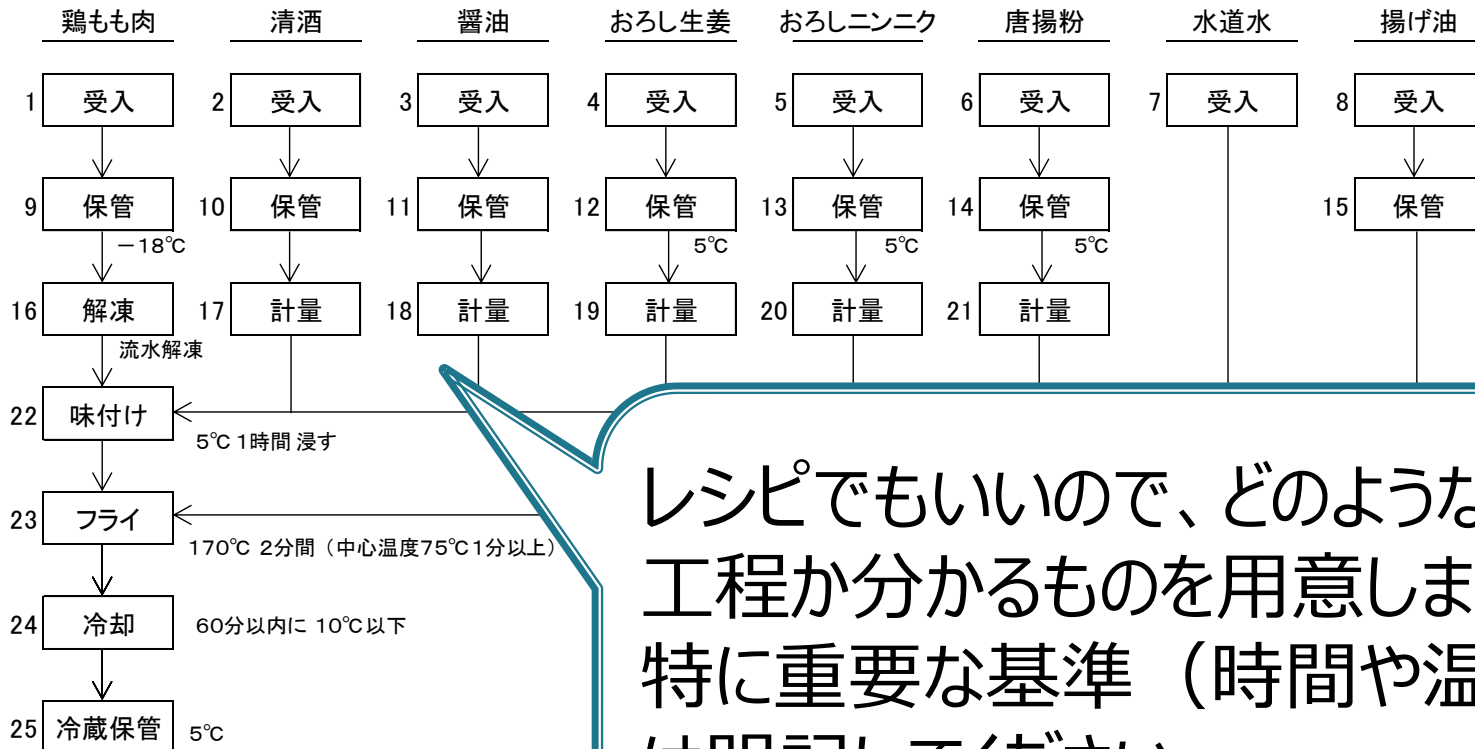 鶏もも肉 清酒 醤油 おろし生姜 おろしニンニク 唐揚粉 水道水 揚げ油
1 受入 2 受入 3 受入 4 受入 5 受入 6 受入 7 受入 8 受入
9 保管 10 保管 11 保管 12 保管 13 保管 14 保管 15 保管
－18℃ 5℃ 5℃ 5℃
16 解凍 17 計量 18 計量 19 計量 20 計量 21 計量
流水解凍
22 味付け
5℃ 1時間 浸す
23 フライ
170℃ 2分間（中心温度75℃1分以上）
24 冷却 60分以内に 10℃以下
25 冷蔵保管 5℃
レシピでもいいので、どのような
工程か分かるものを用意しま
特に重要な基準（時間や温
は明記してください